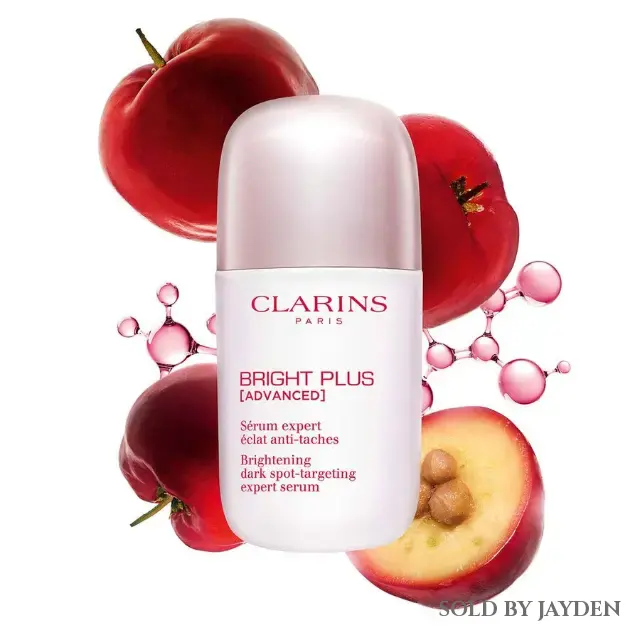 CLARINS
PARIS
BRIGHT PLUS
[ADVANCED]
Sérum expert
éclat anti-taches
Brightening
dark spot-targeting
expert serum
SOLD BY JAYDEN